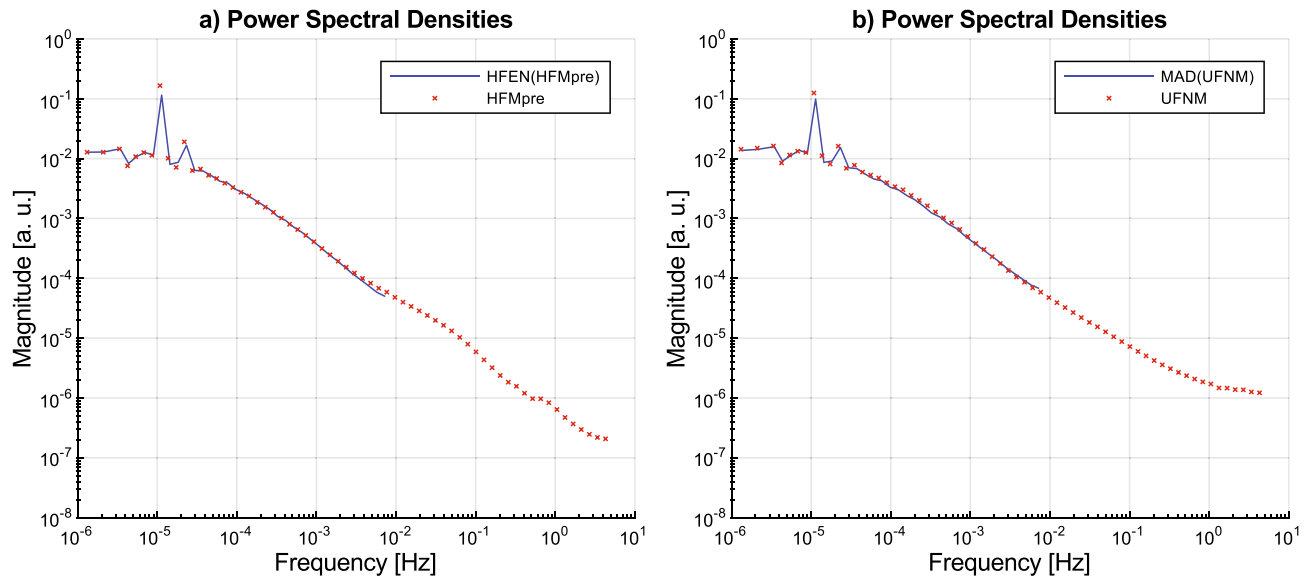 a) Power Spectral Densities
HFEN(HFMpre)
HFMpre
Magnitude [a. u.]
10^0
10^-1
10^-2
10^-3
10^-4
10^-5
10^-6
10^-7
10^-8
10^-6 10^-5 10^-4 10^-3 10^-2 10^-1 10^0 10^1
Frequency [Hz]
b) Power Spectral Densities
MAD(UFNM)
UFNM
Magnitude [a. u.]
10^0
10^-1
10^-2
10^-3
10^-4
10^-5
10^-6
10^-7
10^-8
10^-6 10^-5 10^-4 10^-3 10^-2 10^-1 10^0 10^1
Frequency [Hz]